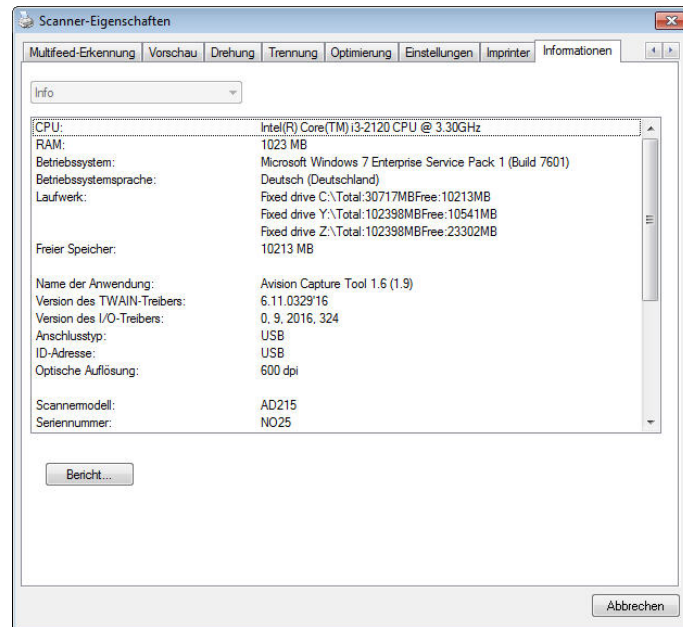 Scanner-Eigenschaften
Multifeed-Erkennung Vorschau Drehung Trennung Optimierung Einstellungen Imprinter Informationen
Info
CPU: Intel(R) Core(TM) i3-2120 CPU @ 3.30GHz
RAM: 1023 MB
Betriebssystem: Microsoft Windows 7 Enterprise Service Pack 1 (Build 7601)
Betriebssystemsprache: Deutsch (Deutschland)
Laufwerk: Fixed drive C:\Total:30717MBFree:10213MB
Fixed drive Y:\Total:102398MBFree:10541MB
Fixed drive Z:\Total:102398MBFree:23302MB
Freier Speicher: 10213 MB
Name der Anwendung: Avision Capture Tool 1.6 (1.9)
Version des TWAIN-Treibers: 6.11.0329'16
Version des I/O-Treibers: 0, 9, 2016, 324
Anschlusstyp: USB
ID-Adresse: USB
Optische Auflösung: 600 dpi
Scannermodell: AD215
Seriennummer: NO25
Bericht...
Abbrechen